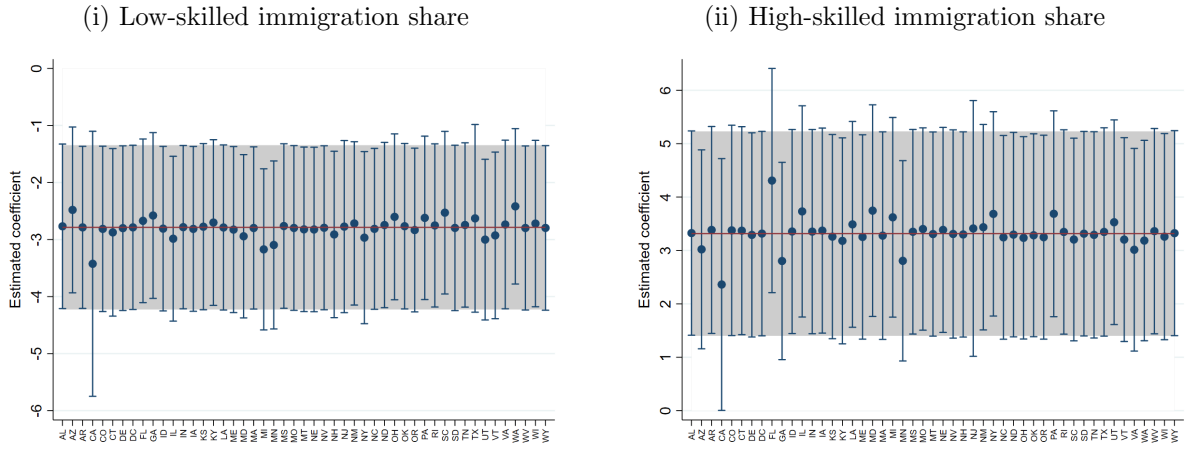 (i) Low-skilled immigration share
Estimated coefficient
0
-1
-2
-3
-4
-5
-6
AL AZ AR CA CO CT DE DC FL GA ID IL IN IA KS KY LA ME MD MA MI MN MS MO MT NE NV NH NJ NM NY NC ND OH OK OR PA RI SC SD TN TX UT VT VA WA WV WI WY
(ii) High-skilled immigration share
Estimated coefficient
6
5
4
3
2
1
0
AL AZ AR CA CO CT DE DC FL GA ID IL IN IA KS KY LA ME MD MA MI MN MS MO MT NE NV NH NJ NM NY NC ND OH OK OR PA RI SC SD TN TX UT VT VA WA WV WI WY